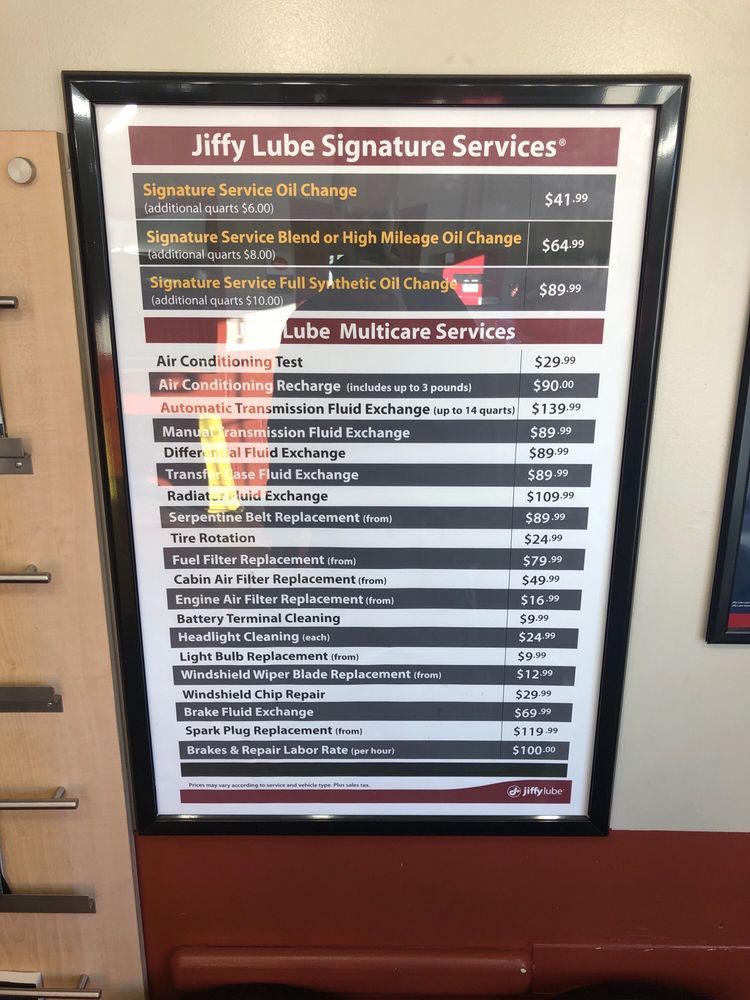 Jiffy Lube Signature Services®
Signature Service Oil Change $41.99
(additional quarts $6.00)
Signature Service Blend or High Mileage Oil Change $64.99
(additional quarts $8.00)
Signature Service Full Synthetic Oil Change $89.99
(additional quarts $10.00)
Lube Multicare Services
Air Conditioning Test $29.99
Air Conditioning Recharge (includes up to 3 pounds) $90.00
Automatic Transmission Fluid Exchange (up to 14 quarts) $139.99
Manual Transmission Fluid Exchange $89.99
Differential Fluid Exchange $89.99
Transfer Case Fluid Exchange $89.99
Radiator Fluid Exchange $109.99
Serpentine Belt Replacement (from) $89.99
Tire Rotation $24.99
Fuel Filter Replacement (from) $79.99
Cabin Air Filter Replacement (from) $49.99
Engine Air Filter Replacement (from) $16.99
Battery Terminal Cleaning $9.99
Headlight Cleaning (each) $24.99
Light Bulb Replacement (from) $9.99
Windshield Wiper Blade Replacement (from) $12.99
Windshield Chip Repair $29.99
Brake Fluid Exchange $69.99
Spark Plug Replacement (from) $119.99
Brakes & Repair Labor Rate (per hour) $100.00
Prices may vary according to service and vehicle type. Plus sales tax.
jiffylube